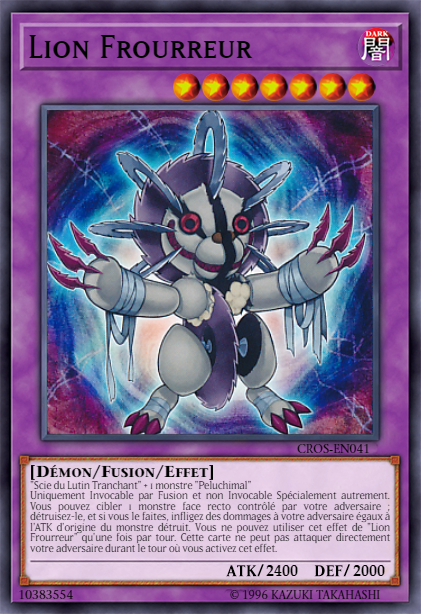 Lion Frourreur
DARK
闇
CROS-EN041
[Démon/Fusion/Effet]
"Scie du Lutin Tranchant" + 1 monstre "Peluchimal"
Uniquement Invocable par Fusion et non Invocable Spécialement autrement.
Vous pouvez cibler 1 monstre face recto contrôlé par votre adversaire ;
détruisez-le, et si vous le faites, infligez des dommages à votre adversaire égaux à
l'ATK d'origine du monstre détruit. Vous ne pouvez utiliser cet effet de "Lion
Frourreur" qu'une fois par tour. Cette carte ne peut pas attaquer directement
votre adversaire durant le tour où vous activez cet effet.
ATK/2400 DEF/2000
10383554 © 1996 KAZUKI TAKAHASHI